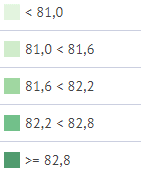 < 81,0
81,0 < 81,6
81,6 < 82,2
82,2 < 82,8
>= 82,8